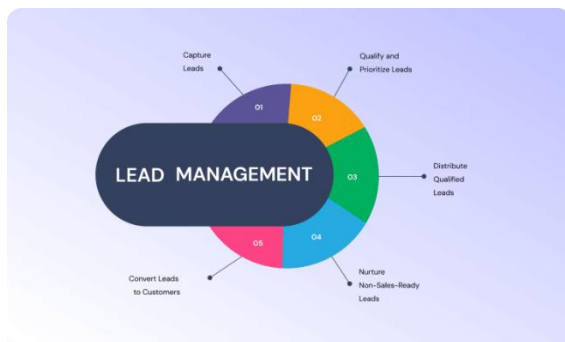 Capture
Leads
01
Qualify and
Prioritize Leads
02
LEAD MANAGEMENT
03
Distribute
Qualified
Leads
04
Nurture
Non-Sales-Ready
Leads
05
Convert Leads
to Customers